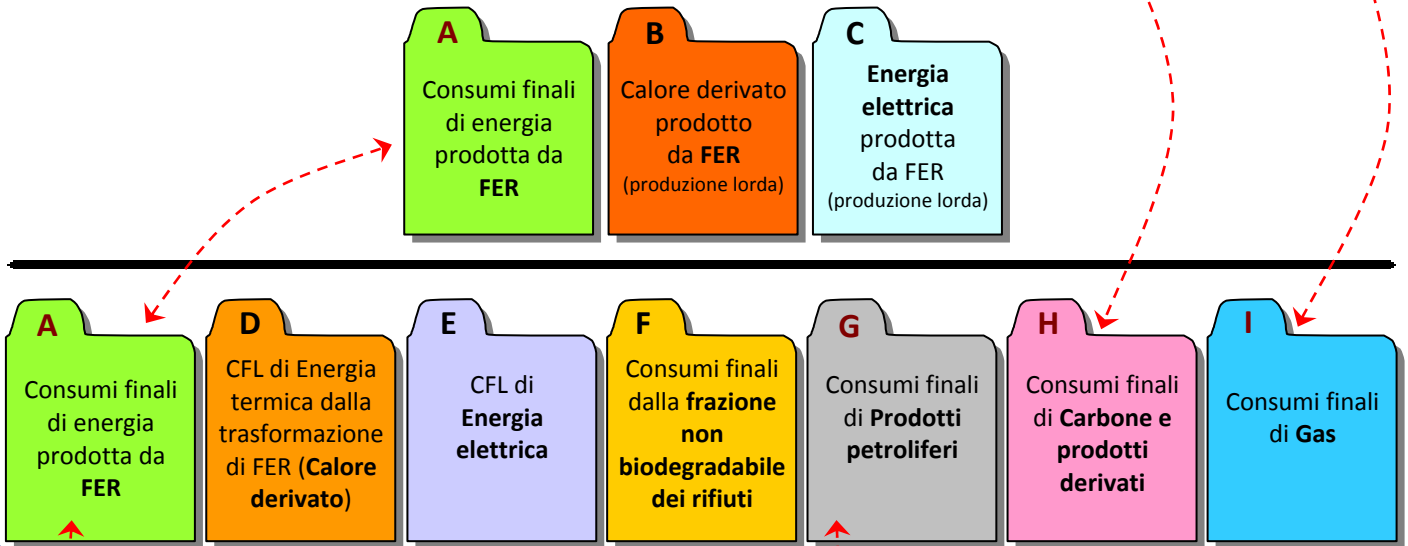 A
Consumi finali
di energia
prodotta da
FER
B
Calore derivato
prodotto
da FER
(produzione lorda)
C
Energia
elettrica
prodotta
da FER
(produzione lorda)
A
Consumi finali
di energia
prodotta da
FER
D
CFL di Energia
termica dalla
trasformazione
di FER (Calore
derivato)
E
CFL di
Energia
elettrica
F
Consumi finali
dalla frazione
non
biodegradabile
dei rifiuti
G
Consumi finali
di Prodotti
petroliferi
H
Consumi finali
di Carbone e
prodotti
derivati
I
Consumi finali
di Gas